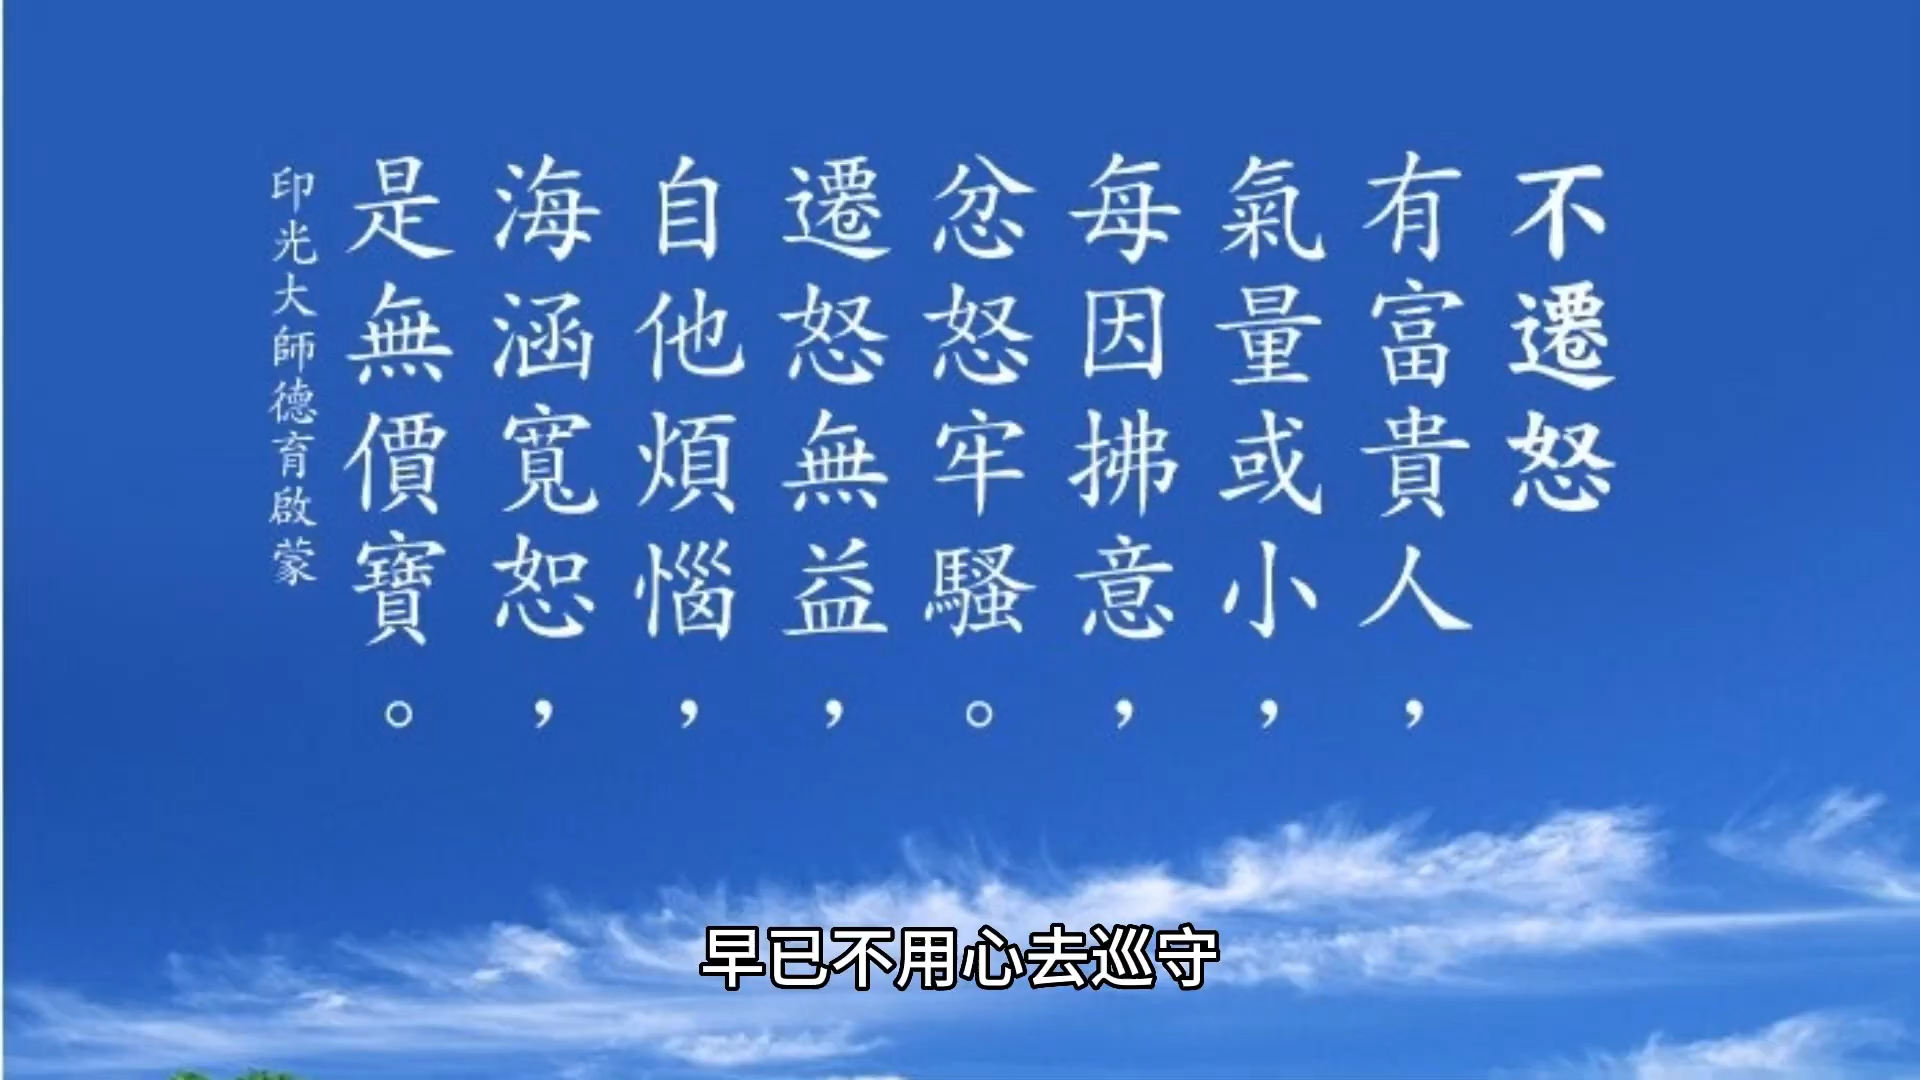 不遷怒
有富貴人，
氣量或小，
每因拂意，
忿怒牢騷。
遷怒無益，
自他煩惱，
海涵寬恕，
是無價寶。
印光大師德育啟蒙
早已不用心去巡守